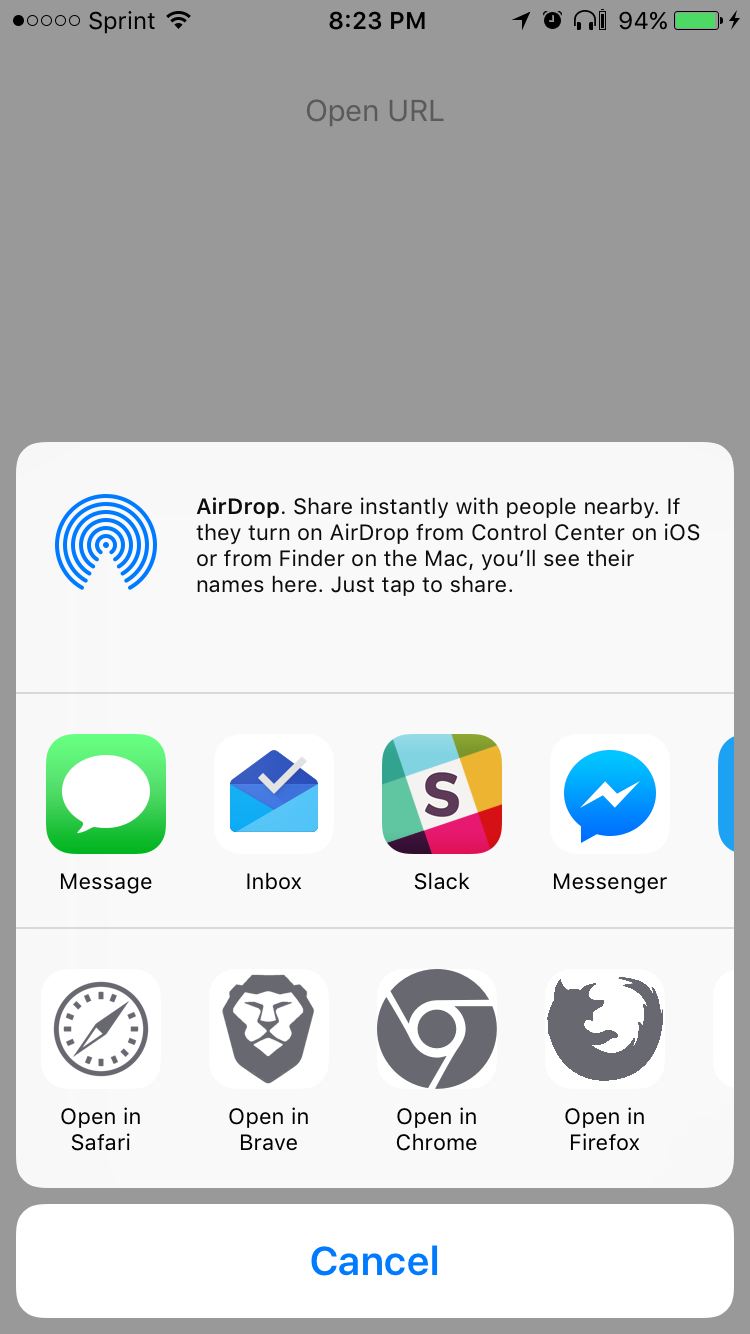 Sprint 8:23 PM 94%
Open URL
AirDrop. Share instantly with people nearby. If
they turn on AirDrop from Control Center on iOS
or from Finder on the Mac, you’ll see their
names here. Just tap to share.
S
Message Inbox Slack Messenger
Open in Open in Open in Open in
Safari Brave Chrome Firefox
Cancel